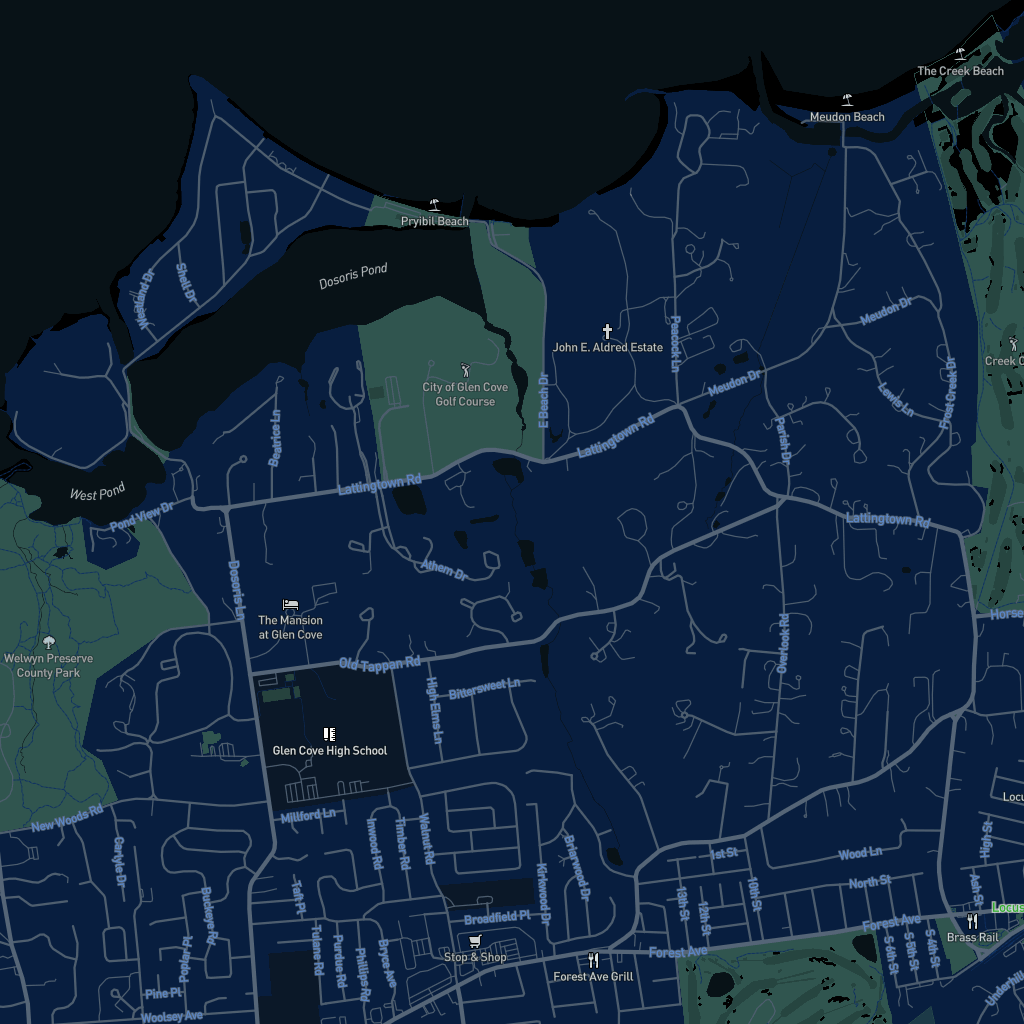 The Creek Beach
Meudon Beach
Pryibil Beach
Dosoris Pond
Shell Dr
Westland Dr
Meudon Dr
Peacock Ln
John E. Aldred Estate
Creek C
City of Glen Cove
Golf Course
E Beach Dr
Meudon Dr
Lewis Ln
Frost Creek Dr
Beatrice Ln
Lattingtown Rd
Parish Dr
Lattingtown Rd
West Pond
Pond View Dr
Lattingtown Rd
Athem Dr
Dosoris Ln
The Mansion
at Glen Cove
Horse
Overlook Rd
Welwyn Preserve
County Park
Old Tappan Rd
Bittersweet Ln
High Elms Ln
Glen Cove High School
Locu
New Woods Rd
Millford Ln
Inwood Rd
Timber Rd
Walnut Rd
Carlyle Dr
Briarwood Dr
1st St
Wood Ln
High St
Kirkwood Dr
North St
Ash St
Toft Pl
Buckeye Rd
13th St
12th St
10th St
Broadfield Pl
Forest Ave
Locus
Brass Rail
Tulane Rd
Purdue Rd
Phillips Rd
Bryce Ave
Poplar Pl
Stop & Shop
Forest Ave
S 6th St
S 5th St
S 4th St
Forest Ave Grill
Underhill
Pine Pl
Woolsey Ave